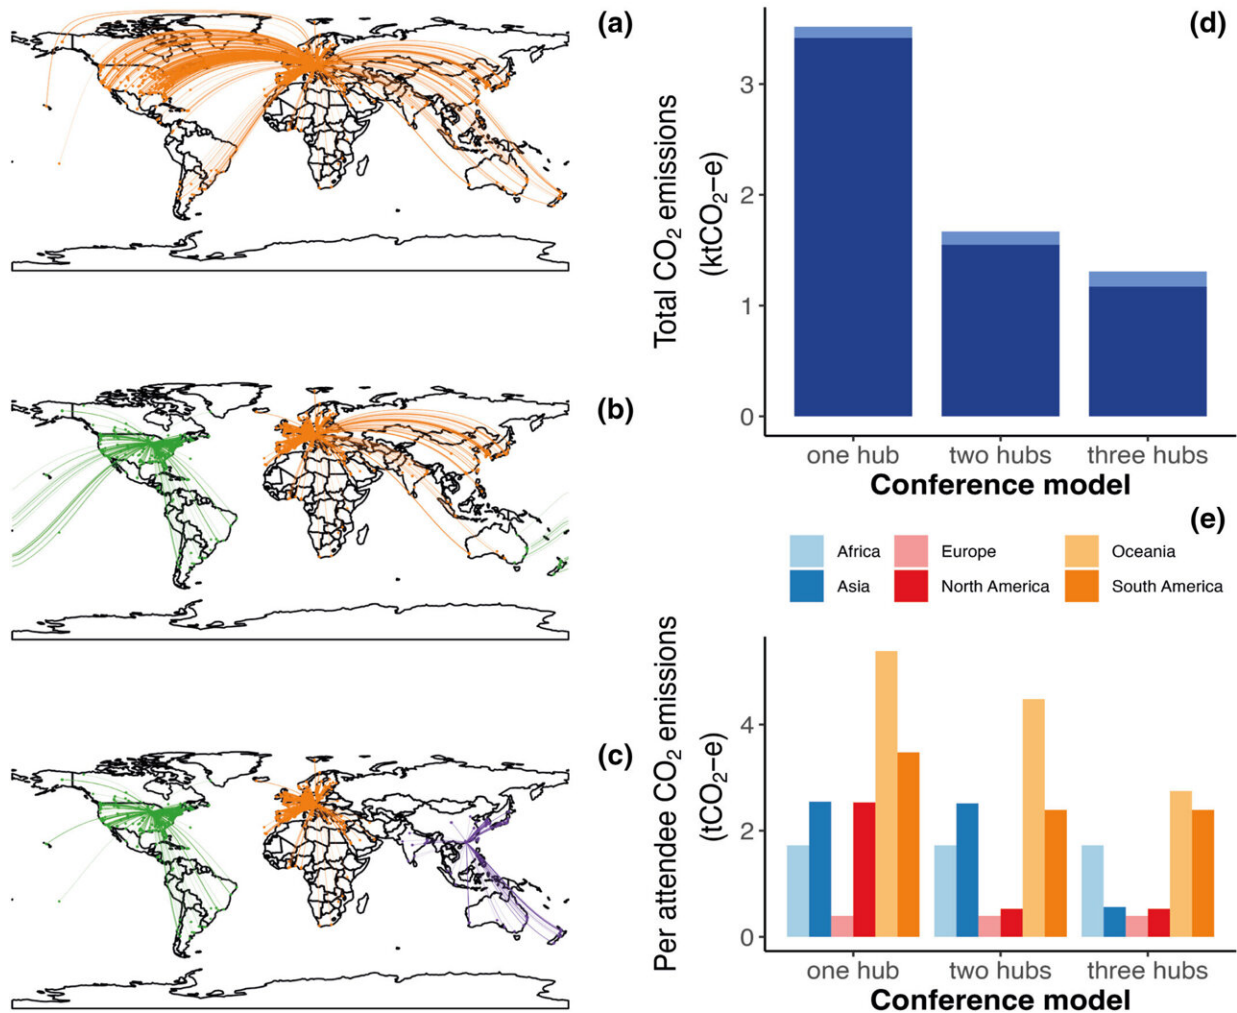 (a)
(b)
(c)
(d)
Total CO₂ emissions
(ktCO₂−e)
3
2
1
0
one hub two hubs three hubs
Conference model
(e)
Africa Europe Oceania
Asia North America South America
Per attendee CO₂ emissions
(tCO₂−e)
4
2
0
one hub two hubs three hubs
Conference model